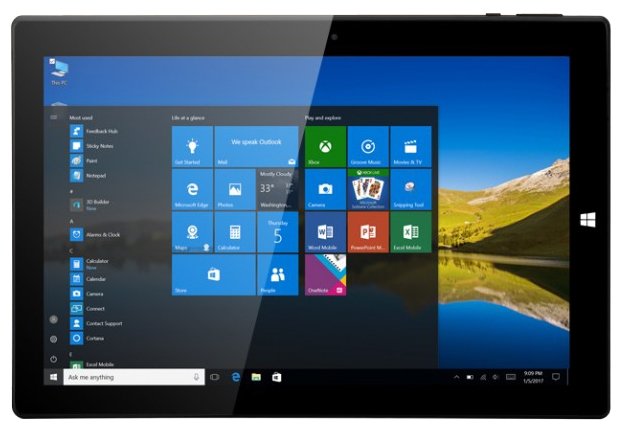 This PC
Most used
Feedback Hub
Sticky Notes
Paint
Notepad
#
3D Builder
New
A
Alarms & Clock
C
Calculator
New
Calendar
Camera
Connect
Contact Support
Cortana
E
Excel Mobile
Life at a glance
Get Started
We speak Outlook
Mail
Microsoft Edge
Photos
Mostly Cloudy
33°
Washington,...
Maps
Calculator
Thursday
5
Store
People
Play and explore
Xbox
Groove Music
Movies & TV
Camera
XBOX LIVE
Microsoft
Solitaire Collection
Snipping Tool
Word Mobile
PowerPoint M...
Excel Mobile
OneNote
Ask me anything
9:09 PM
1/5/2017